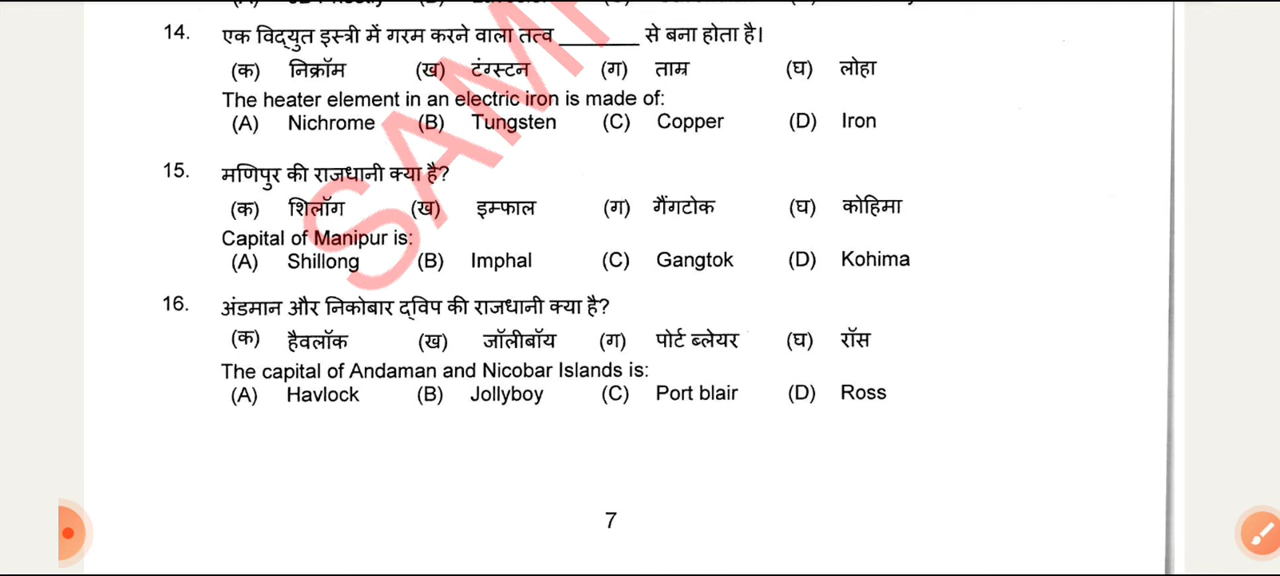 14. एक विद्युत इस्त्री में गरम करने वाला तत्व ________ से बना होता है।
(क) निक्रॉम (ख) टंग्स्टन (ग) ताम्र (घ) लोहा
The heater element in an electric iron is made of:
(A) Nichrome (B) Tungsten (C) Copper (D) Iron
15. मणिपुर की राजधानी क्या है?
(क) शिलॉग (ख) इम्फाल (ग) गैंगटोक (घ) कोहिमा
Capital of Manipur is:
(A) Shillong (B) Imphal (C) Gangtok (D) Kohima
16. अंडमान और निकोबार द्विप की राजधानी क्या है?
(क) हैवलॉक (ख) जॉलीबॉय (ग) पोर्ट ब्लेयर (घ) रॉस
The capital of Andaman and Nicobar Islands is:
(A) Havlock (B) Jollyboy (C) Port blair (D) Ross
7